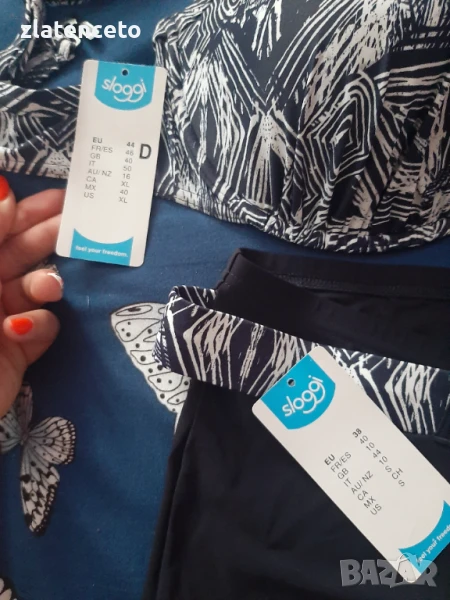 zlatenceto
sloggi
EU 44
FR/ES 46
GB 40
IT 50
AU/NZ 16
CA XL
MX 40
US XL
D
feel your freedom.
sloggi
EU 38
FR/ES 40
GB 10
IT 44
AU/NZ 10
CA S
MX CH
US S
feel your freedom.
BAZAR